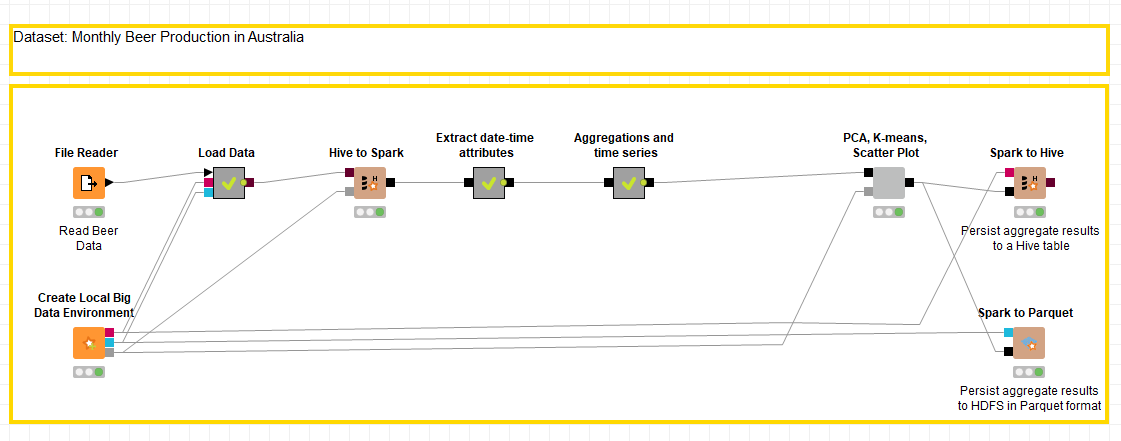 Dataset: Monthly Beer Production in Australia
File Reader
Load Data
Hive to Spark
Extract date-time
attributes
Aggregations and
time series
PCA, K-means,
Scatter Plot
Spark to Hive
H
H
Read Beer
Data
Persist aggregate results
to a Hive table
Create Local Big
Data Environment
Spark to Parquet
Persist aggregate results
to HDFS in Parquet format